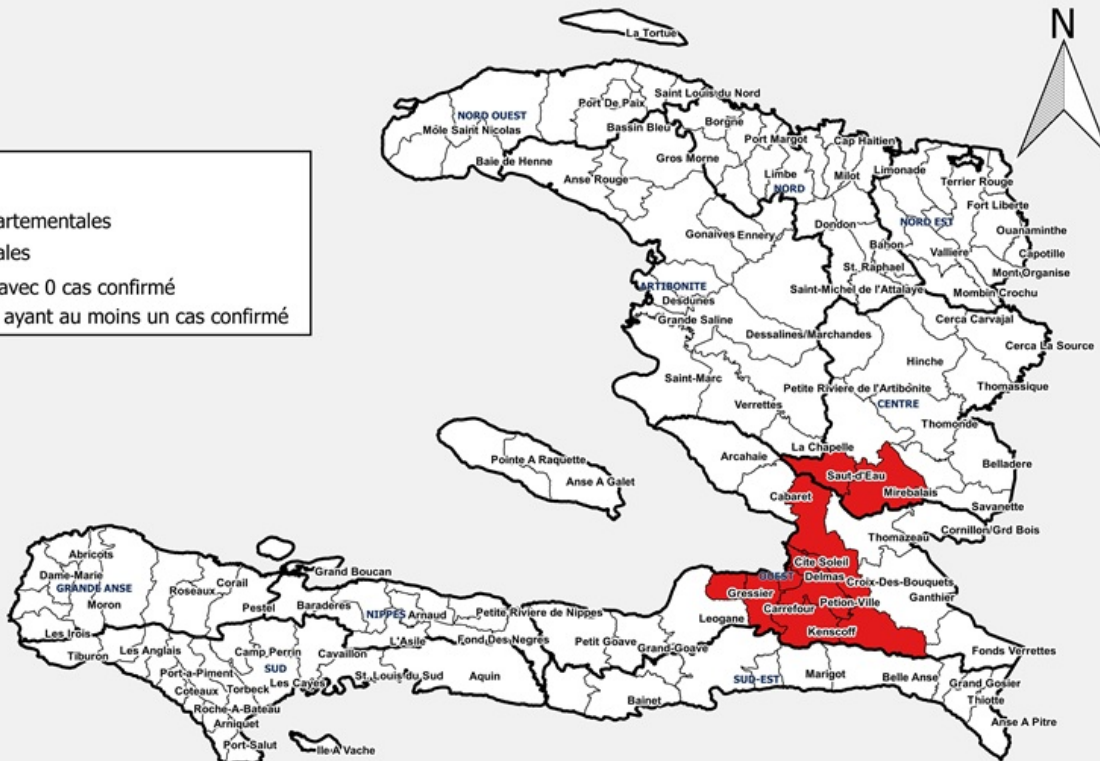 N
La Tortue
Saint Louis du Nord
Port De Paix
NORD OUEST
Bassin Bleu
Borgne
Môle Saint Nicolas
Port Margot
Cap Haitien
Baie de Henne
Gros Morne
Anse Rouge
Limbe
NORD
Milot
Limonade
Terrier Rouge
Fort Liberte
Ouanaminthe
NORD EST
Dondon
Gonaives
Ennery
Bahon
Valliere
Capotille
St. Raphael
Mont Organise
Saint-Michel de l'Attalaye
Mombin Crochu
ARTIBONITE
Desdunes
Grande Saline
Dessalines/Marchandes
Cerca Carvajal
Cerca La Source
Hinche
Saint-Marc
Petite Riviere de l'Artibonite
Thomassique
Verrettes
CENTRE
Thomonde
La Chapelle
Arcahaie
Belladere
Saut-d'Eau
Mirebalais
Cabaret
Savanette
Pointe A Raquette
Anse A Galet
Cornillon/Grd Bois
Thomazeau
Cite Soleil
OUEST
Delmas
Croix-Des-Bouquets
Ganthier
Gressier
Carrefour
Petion-Ville
Leogane
Kenscoff
Fonds Verrettes
artementales
ales
avec 0 cas confirmé
ayant au moins un cas confirmé
Abricots
Dame-Marie
GRANDE ANSE
Moron
Roseaux
Corail
Grand Boucan
Pestel
Baraderes
NIPPES
Arnaud
Petite Riviere de Nippes
Les Irois
L'Asile
Fond Des Negres
Petit Goave
Grand-Goave
Tiburon
Les Anglais
Camp Perrin
Cavaillon
SUD
Port-a-Piment
St. Louis du Sud
Aquin
Coteaux
Torbeck
Les Cayes
Roche-A-Bateau
Arniquet
Port-Salut
Ile A Vache
Bainet
SUD-EST
Marigot
Belle Anse
Grand Gosier
Thiotte
Anse A Pitre